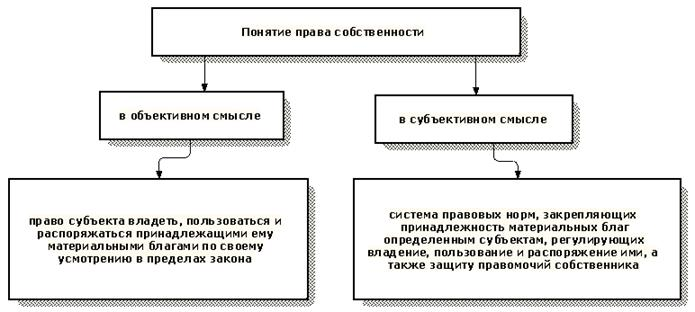 Понятие права собственности
в объективном смысле
в субъективном смысле
право субъекта владеть, пользоваться и
распоряжаться принадлежащими ему
материальными благами по своему
усмотрению в пределах закона
система правовых норм, закрепляющих
принадлежность материальных благ
определенным субъектам, регулирующих
владение, пользование и распоряжение ими, а
также защиту правомочий собственника